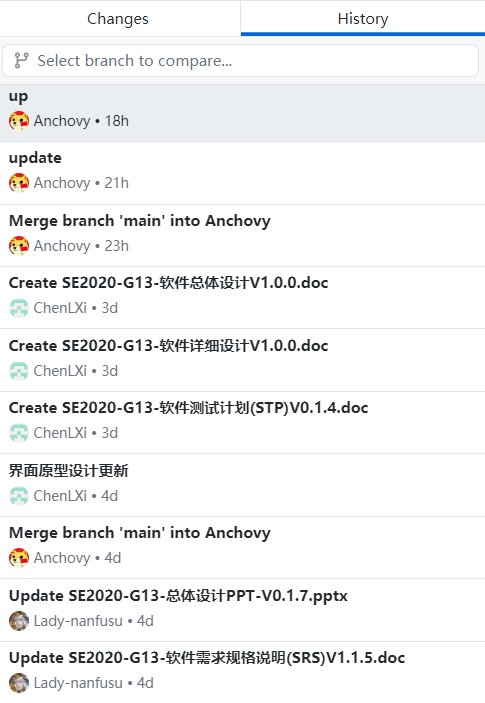 Changes
History
Select branch to compare...
up
Anchovy • 18h
update
Anchovy • 21h
Merge branch 'main' into Anchovy
Anchovy • 23h
Create SE2020-G13-软件总体设计V1.0.0.doc
ChenLXi • 3d
Create SE2020-G13-软件详细设计V1.0.0.doc
ChenLXi • 3d
Create SE2020-G13-软件测试计划(STP)V0.1.4.doc
ChenLXi • 3d
界面原型设计更新
ChenLXi • 4d
Merge branch 'main' into Anchovy
Anchovy • 4d
Update SE2020-G13-总体设计PPT-V0.1.7.pptx
Lady-nanfusu • 4d
Update SE2020-G13-软件需求规格说明(SRS)V1.1.5.doc
Lady-nanfusu • 4d